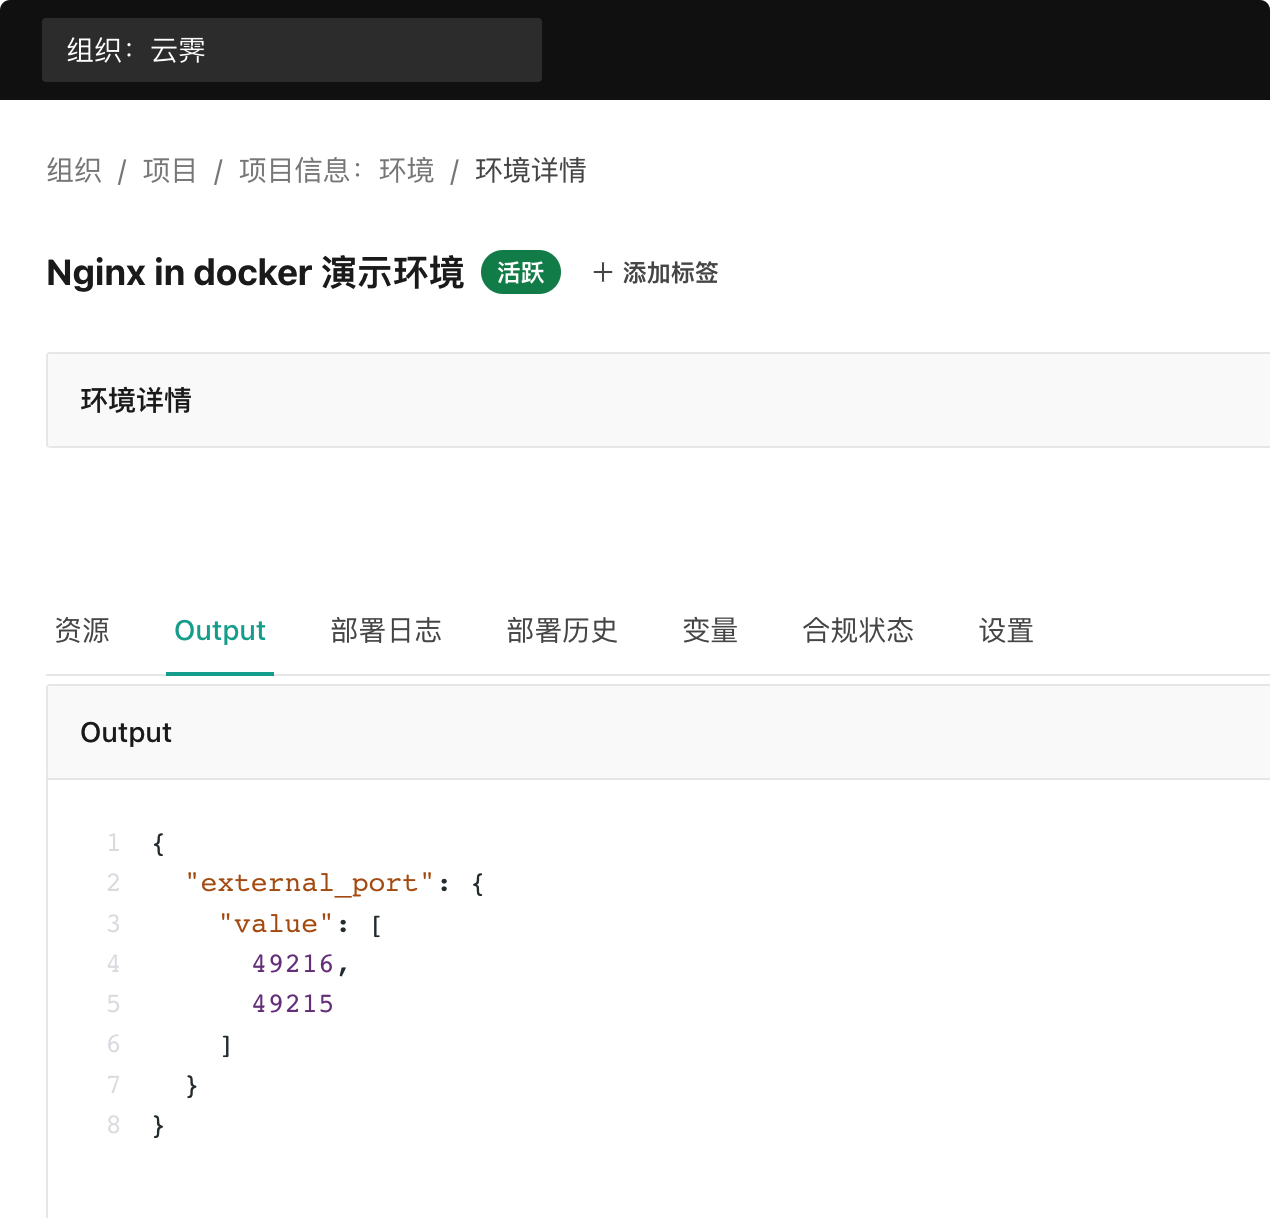 组织：云霁
组织 / 项目 / 项目信息：环境 / 环境详情
Nginx in docker 演示环境 活跃 + 添加标签
环境详情
资源 Output 部署日志 部署历史 变量 合规状态 设置
Output
1 {
2 "external_port": {
3 "value": [
4 49216,
5 49215
6 ]
7 }
8 }